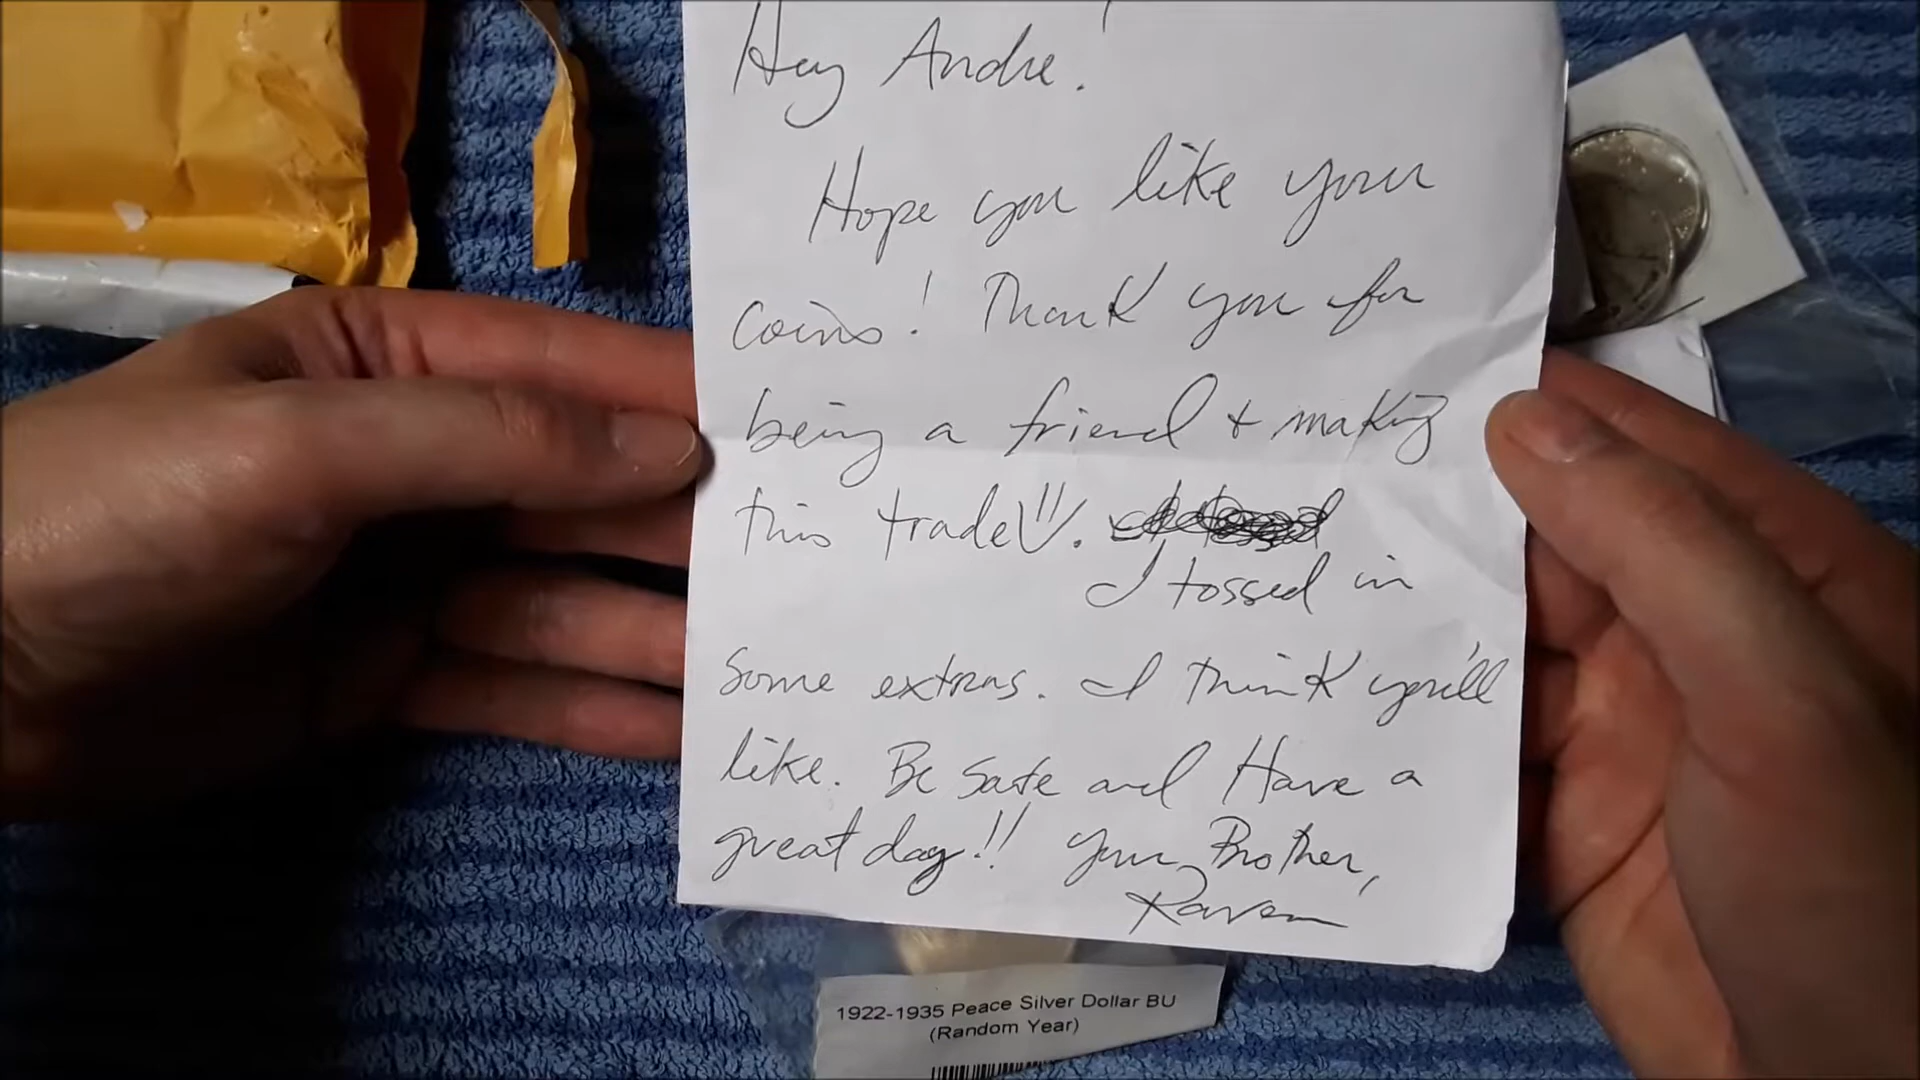 Hey Andre!
Hope you like your
coins! Thank you for
being a friend + making
this trade!!.
I tossed in
some extras. I think you'll
like. Be safe and Have a
great day!! Your Brother,
Raven
1922-1935 Peace Silver Dollar BU
(Random Year)